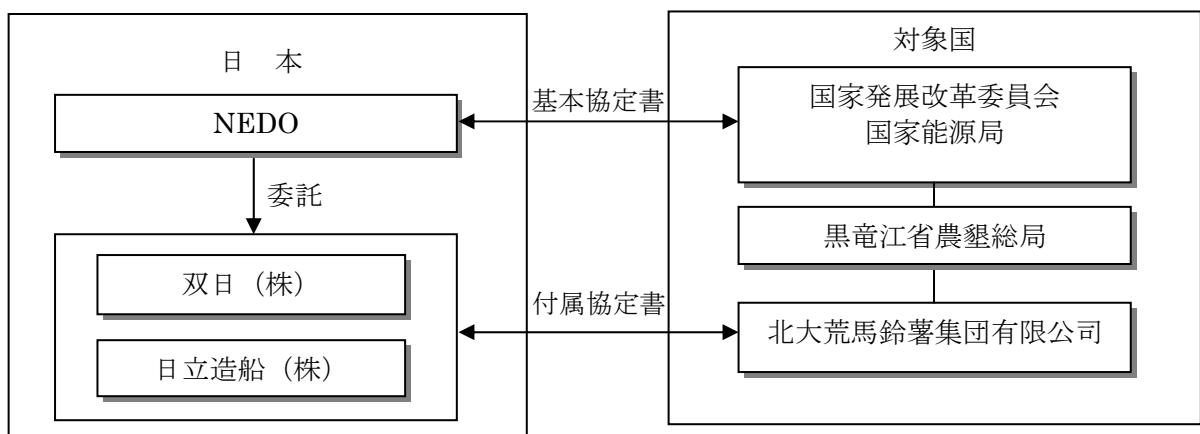 日 本
NEDO
委託
双日（株）
日立造船（株）
基本協定書
付属協定書
対象国
国家発展改革委員会
国家能源局
黒竜江省農墾総局
北大荒馬鈴薯集団有限公司